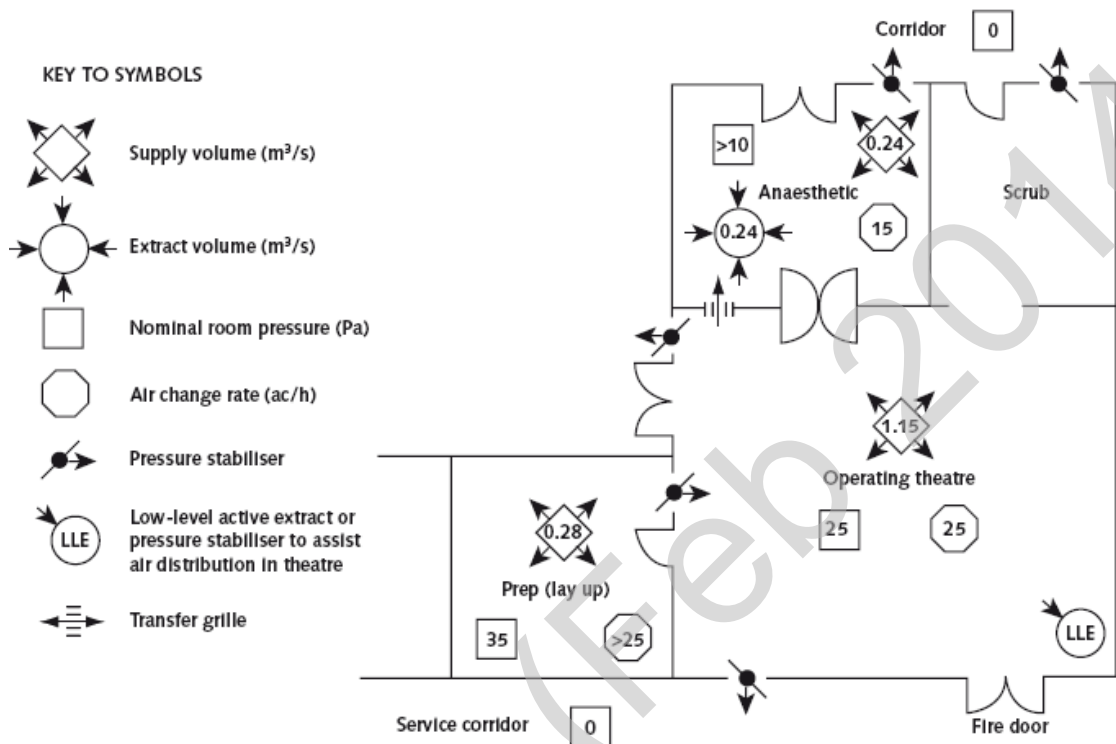 Corridor 0
KEY TO SYMBOLS
Supply volume (m³/s)
Extract volume (m³/s)
Nominal room pressure (Pa)
Air change rate (ac/h)
Pressure stabiliser
LLE
Low-level active extract or
pressure stabiliser to assist
air distribution in theatre
Transfer grille
>10
0.24
Anaesthetic
0.24
15
Scrub
1.15
Operating theatre
25
25
0.28
Prep (lay up)
35
>25
LLE
Service corridor 0
Fire door
(Feb 2014